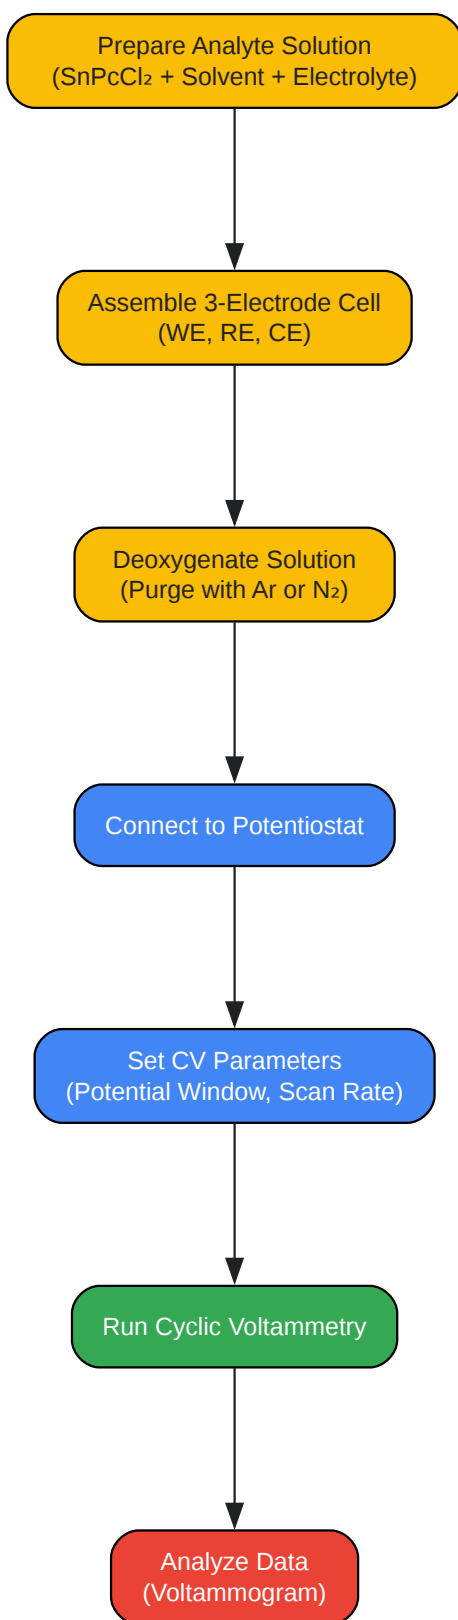 Prepare Analyte Solution
(SnPcCl₂ + Solvent + Electrolyte)
Assemble 3-Electrode Cell
(WE, RE, CE)
Deoxygenate Solution
(Purge with Ar or N₂)
Connect to Potentiostat
Set CV Parameters
(Potential Window, Scan Rate)
Run Cyclic Voltammetry
Analyze Data
(Voltammogram)